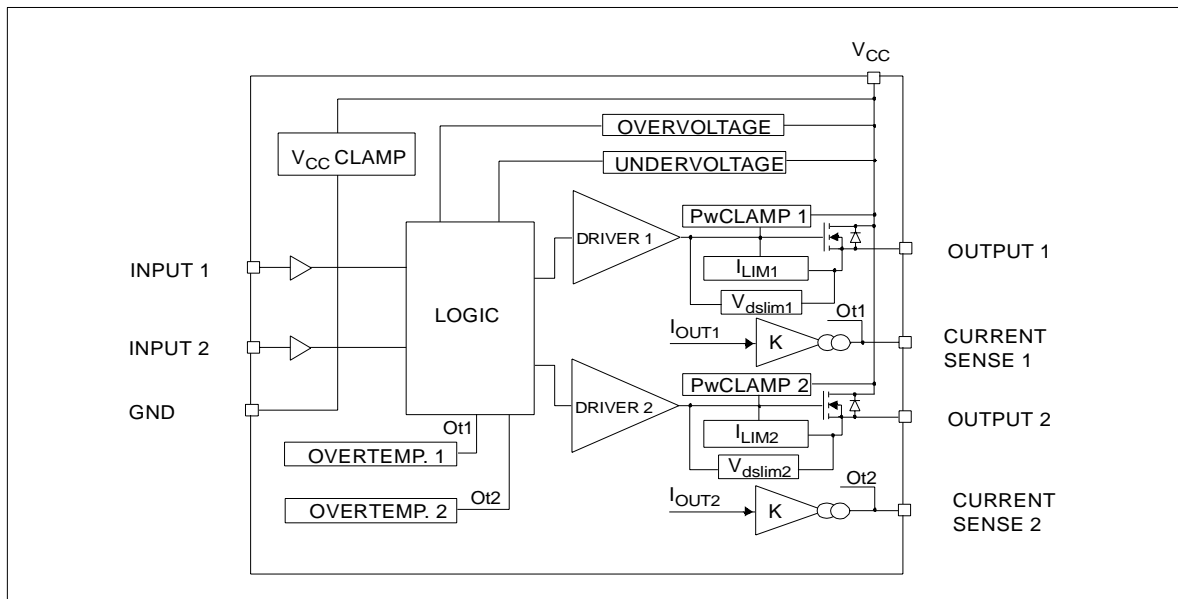 VCC
OVERVOLTAGE
VCC CLAMP
UNDERVOLTAGE
PwCLAMP 1
DRIVER 1
OUTPUT 1
INPUT 1
ILIM1
Vdslim1
LOGIC
Ot1
IOUT1
K
CURRENT
SENSE 1
INPUT 2
PwCLAMP 2
GND
DRIVER 2
OUTPUT 2
Ot1
ILIM2
OVERTEMP. 1
Vdslim2
Ot2
Ot2
IOUT2
K
CURRENT
SENSE 2
OVERTEMP. 2